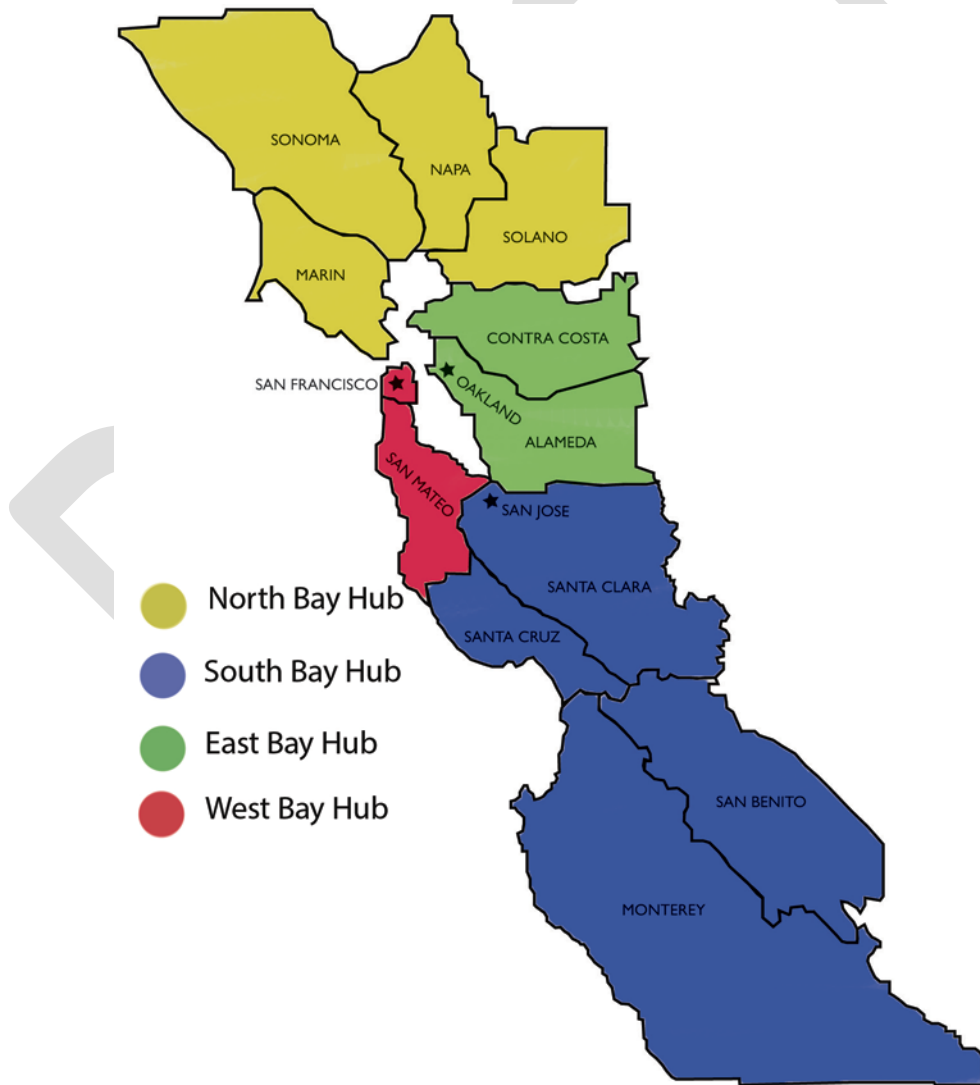 SONOMA
NAPA
SOLANO
MARIN
CONTRA COSTA
SAN FRANCISCO
OAKLAND
ALAMEDA
SAN MATEO
SAN JOSE
SANTA CLARA
North Bay Hub
SANTA CRUZ
South Bay Hub
East Bay Hub
West Bay Hub
SAN BENITO
MONTEREY